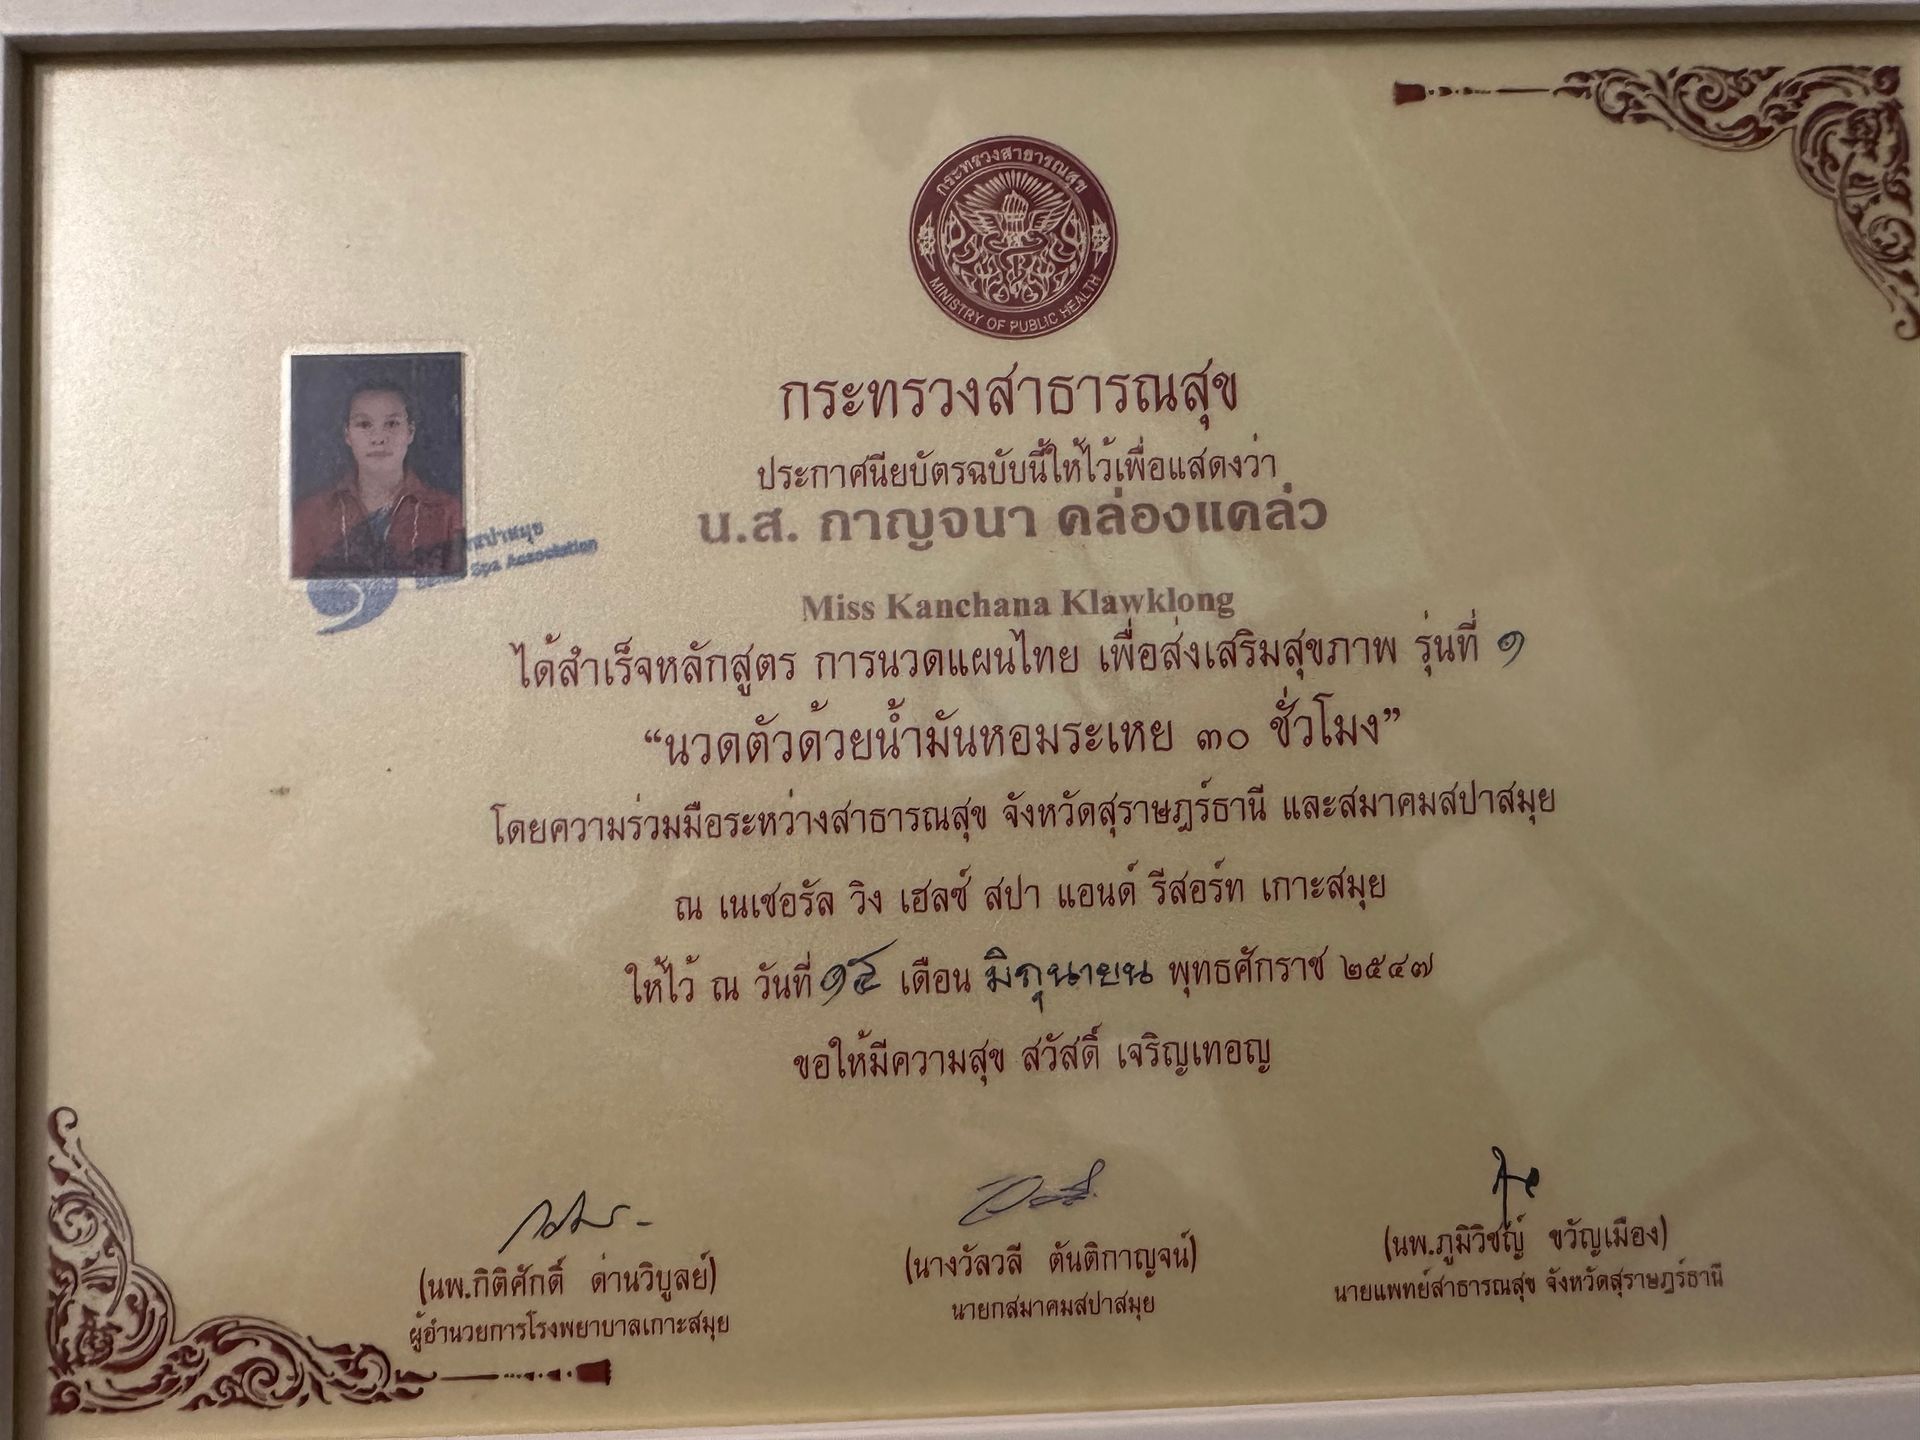 กระทรวงสาธารณสุข
MINISTRY OF PUBLIC HEALTH
กระทรวงสาธารณสุข
ประกาศนียบัตรฉบับนี้ให้ไว้เพื่อแสดงว่า
น.ส. กาญจนา คล่องแคล่ว
สปาสมุย
Spa Association
Miss Kanchana Klawklong
ได้สำเร็จหลักสูตร การนวดแผนไทย เพื่อส่งเสริมสุขภาพ รุ่นที่ ๑
“นวดตัวด้วยน้ำมันหอมระเหย ๓๐ ชั่วโมง”
โดยความร่วมมือระหว่างสาธารณสุข จังหวัดสุราษฎร์ธานี และสมาคมสปาสมุย
ณ เนเชอรัล วิง เฮลซ์ สปา แอนด์ รีสอร์ท เกาะสมุย
ให้ไว้ ณ วันที่ เดือน มิถุนายน พุทธศักราช ๒๕๔๗
ขอให้มีความสุข สวัสดิ์ เจริญเทอญ
(นพ.กิติศักดิ์ ด่านวิบูลย์)
ผู้อำนวยการโรงพยาบาลเกาะสมุย
(นางวัลวลี ตันติกาญจน์)
นายกสมาคมสปาสมุย
(นพ.ภูมิวิชญ์ ขวัญเมือง)
นายแพทย์สาธารณสุข จังหวัดสุราษฎร์ธานี